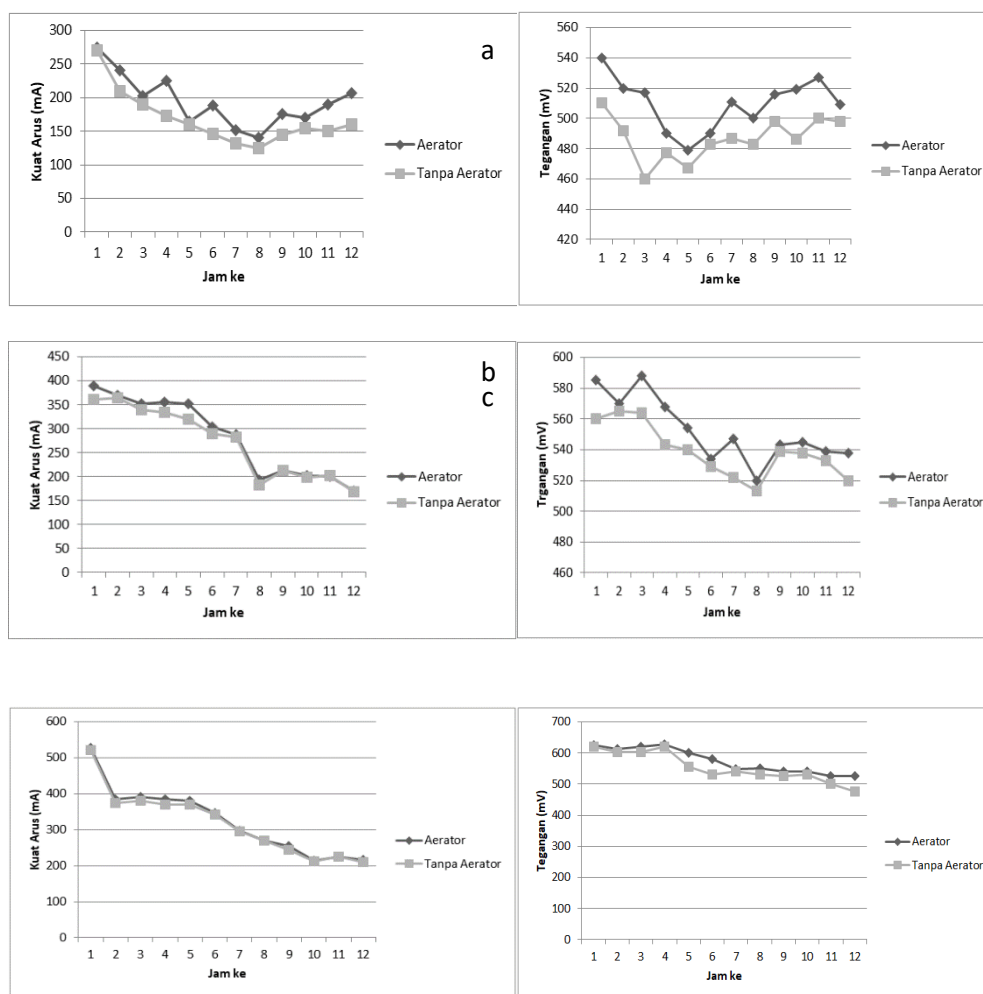 300
250
200
150
100
50
0
Kuat Arus (mA)
1 2 3 4 5 6 7 8 9 10 11 12
Jam ke
Aerator
Tanpa Aerator
a
560
540
520
500
480
460
440
420
Tegangan (mV)
1 2 3 4 5 6 7 8 9 10 11 12
Jam ke
Aerator
Tanpa Aerator
450
400
350
300
250
200
150
100
50
0
Kuat Arus (mA)
1 2 3 4 5 6 7 8 9 10 11 12
Jam ke
Aerator
Tanpa Aerator
b
c
600
580
560
540
520
500
480
460
Trgangan (mV)
1 2 3 4 5 6 7 8 9 10 11 12
Jam ke
Aerator
Tanpa Aerator
600
500
400
300
200
100
0
Kuat Arus (mA)
1 2 3 4 5 6 7 8 9 10 11 12
Jam ke
Aerator
Tanpa Aerator
700
600
500
400
300
200
100
0
Tegangan (mV)
1 2 3 4 5 6 7 8 9 10 11 12
Jam ke
Aerator
Tanpa Aerator